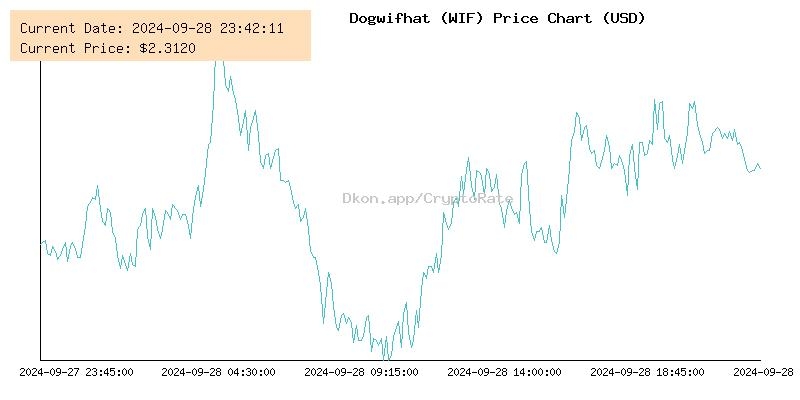 Dogwifhat (WIF) Price Chart (USD)
Current Date: 2024-09-28 23:42:11
Current Price: $2.3120
Dkon.app/CryptoRate
2024-09-27 23:45:00 2024-09-28 04:30:00 2024-09-28 09:15:00 2024-09-28 14:00:00 2024-09-28 18:45:00 2024-09-28